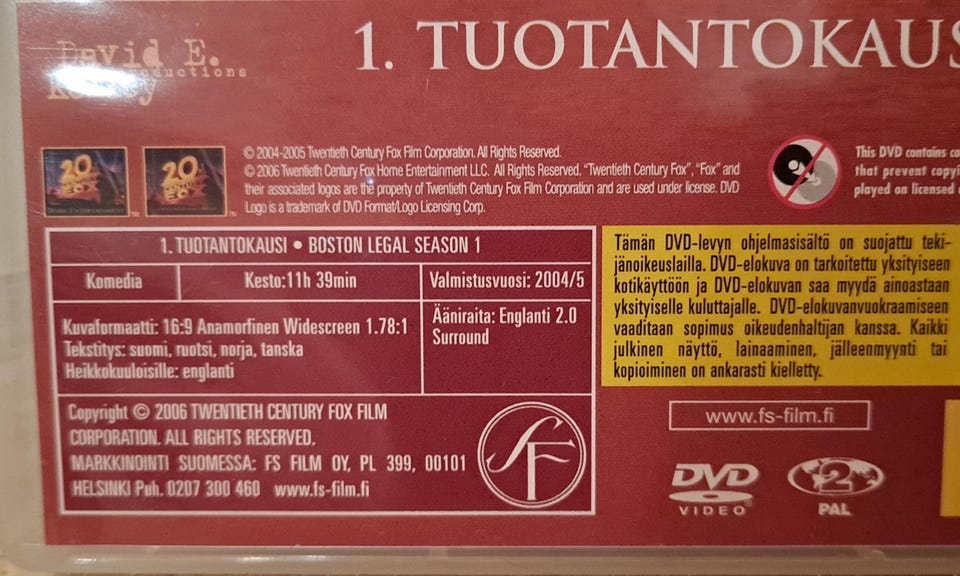 David E.
Kelley
Productions
1. TUOTANTOKAUS
20
FOX
20
FOX
© 2004-2005 Twentieth Century Fox Film Corporation. All Rights Reserved.
© 2006 Twentieth Century Fox Home Entertainment LLC. All Rights Reserved. “Twentieth Century Fox”, “Fox” and
their associated logos are the property of Twentieth Century Fox Film Corporation and are used under license. DVD
Logo is a trademark of DVD Format/Logo Licensing Corp.
This DVD contains
that prevent
played on licensed
1. TUOTANTOKAUSI • BOSTON LEGAL SEASON 1
Komedia
Kesto:11h 39min
Valmistusvuosi: 2004/5
Kuvaformaatti: 16:9 Anamorfinen Widescreen 1.78:1
Tekstitys: suomi, ruotsi, norja, tanska
Heikkokuuloisille: englanti
Ääniraita: Englanti 2.0
Surround
Copyright © 2006 TWENTIETH CENTURY FOX FILM
CORPORATION. ALL RIGHTS RESERVED.
MARKKINOINTI SUOMESSA: FS FILM OY, PL 399, 00101
HELSINKI Puh. 0207 300 460 www.fs-film.fi
SF
Tämän DVD-levyn ohjelmasisältö on suojattu teki-
jänoikeuslailla. DVD-elokuva on tarkoitettu yksityiseen
kotikäyttöön ja DVD-elokuvan saa myydä ainoastaan
yksityiselle kuluttajalle. DVD-elokuvanvuokraamiseen
vaaditaan sopimus oikeudenhaltijan kanssa. Kaikki
julkinen näyttö, lainaaminen, jälleenmyynti tai
kopioiminen on ankarasti kielletty.
www.fs-film.fi
DVD
VIDEO
2
PAL